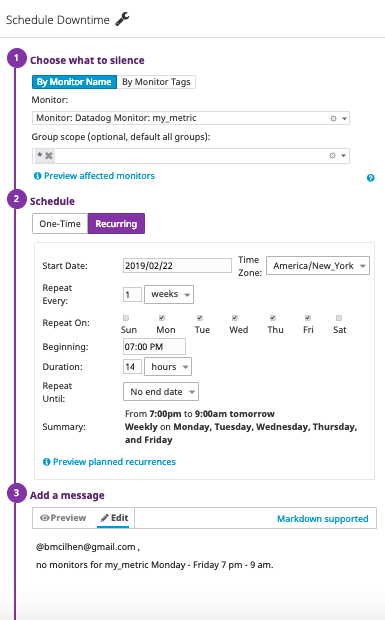 Schedule Downtime
1 Choose what to silence
By Monitor Name By Monitor Tags
Monitor:
Monitor: Datadog Monitor: my_metric
Group scope (optional, default all groups):
*
Preview affected monitors
2 Schedule
One-Time Recurring
Start Date: 2019/02/22 Time Zone: America/New_York
Repeat Every: 1 weeks
Repeat On: Sun Mon Tue Wed Thu Fri Sat
Beginning: 07:00 PM
Duration: 14 hours
Repeat Until: No end date
Summary: From 7:00pm to 9:00am tomorrow
Weekly on Monday, Tuesday, Wednesday, Thursday,
and Friday
Preview planned recurrences
3 Add a message
Preview Edit Markdown supported
@bmcilhen@gmail.com ,
no monitors for my_metric Monday - Friday 7 pm - 9 am.